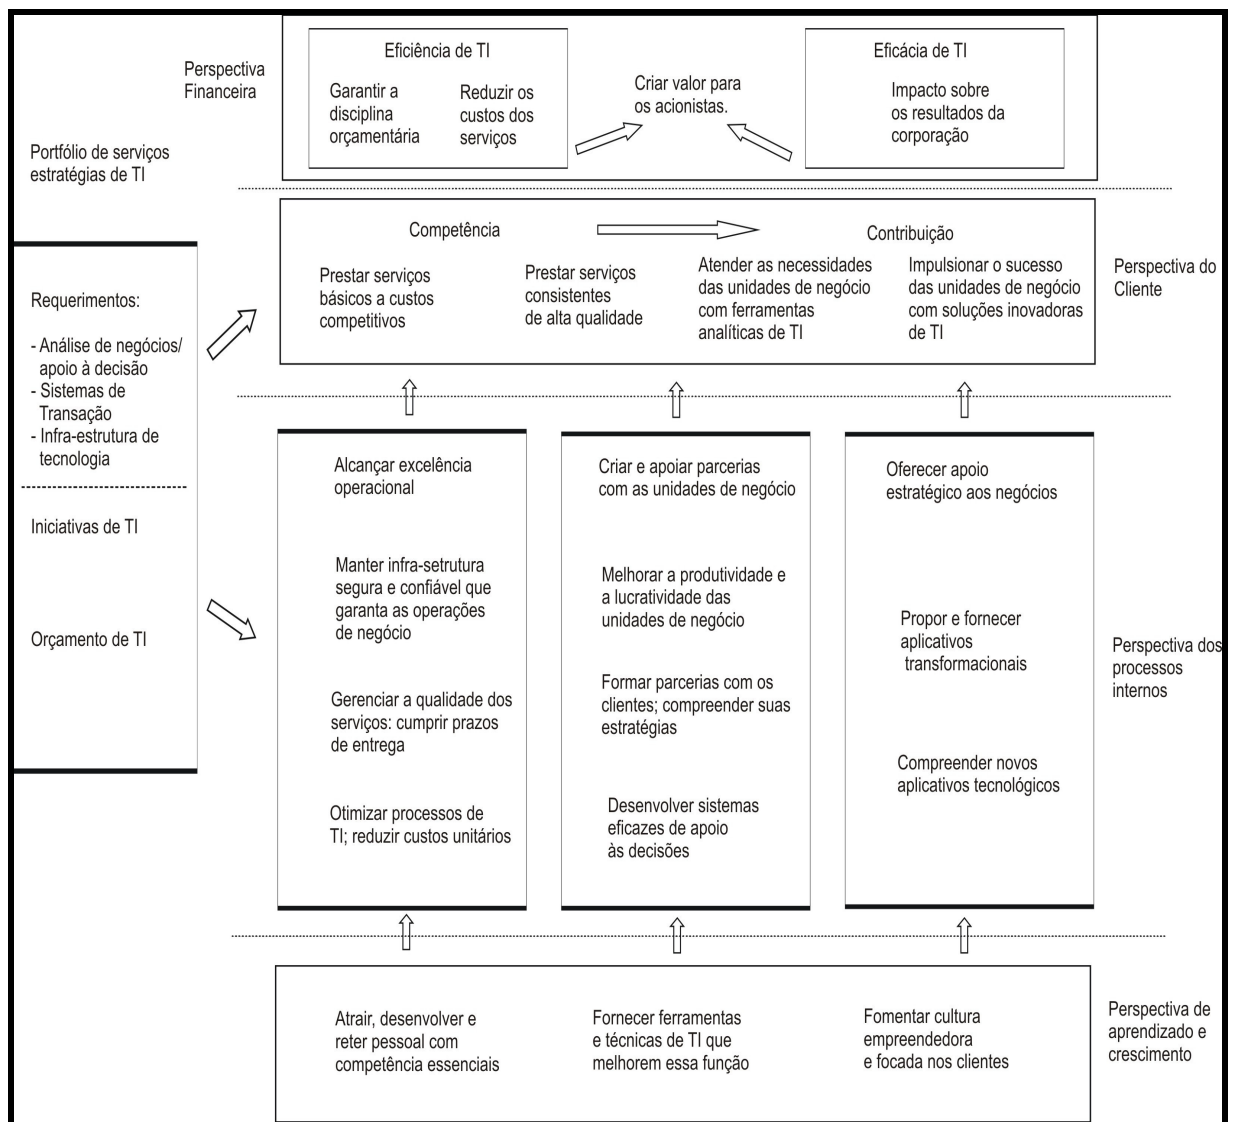 Perspectiva
Financeira
Eficiência de TI
Garantir a
disciplina
orçamentária
Reduzir os
custos dos
serviços
Criar valor para
os acionistas.
Eficácia de TI
Impacto sobre
os resultados da
corporação
Portfólio de serviços
estratégias de TI
Requerimentos:
- Análise de negócios/
apoio à decisão
- Sistemas de
Transação
- Infra-estrutura de
tecnologia
Iniciativas de TI
Orçamento de TI
Competência
Contribuição
Prestar serviços
básicos a custos
competitivos
Prestar serviços
consistentes
de alta qualidade
Atender as necessidades
das unidades de negócio
com ferramentas
analíticas de TI
Impulsionar o sucesso
das unidades de negócio
com soluções inovadoras
de TI
Perspectiva do
Cliente
Alcançar excelência
operacional
Manter infra-setrutura
segura e confiável que
garanta as operações
de negócio
Gerenciar a qualidade dos
serviços: cumprir prazos
de entrega
Otimizar processos de
TI; reduzir custos unitários
Criar e apoiar parcerias
com as unidades de negócio
Melhorar a produtividade e
a lucratividade das
unidades de negócio
Formar parcerias com os
clientes; compreender suas
estratégias
Desenvolver sistemas
eficazes de apoio
às decisões
Oferecer apoio
estratégico aos negócios
Propor e fornecer
aplicativos
transformacionais
Compreender novos
aplicativos tecnológicos
Perspectiva dos
processos
internos
Atrair, desenvolver e
reter pessoal com
competência essenciais
Fornecer ferramentas
e técnicas de TI que
melhorem essa função
Fomentar cultura
empreendedora
e focada nos clientes
Perspectiva de
aprendizado e
crescimento